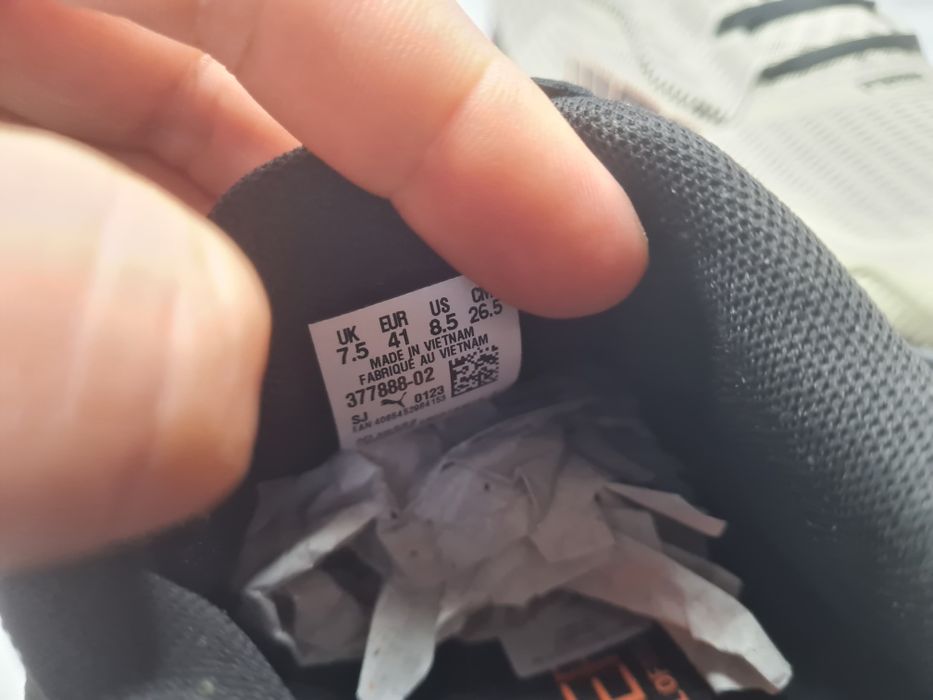 UK EUR US CM
7.5 41 8.5 26.5
MADE IN VIETNAM
FABRIQUÉ AU VIETNAM
377888-02
SJ 0123
EAN